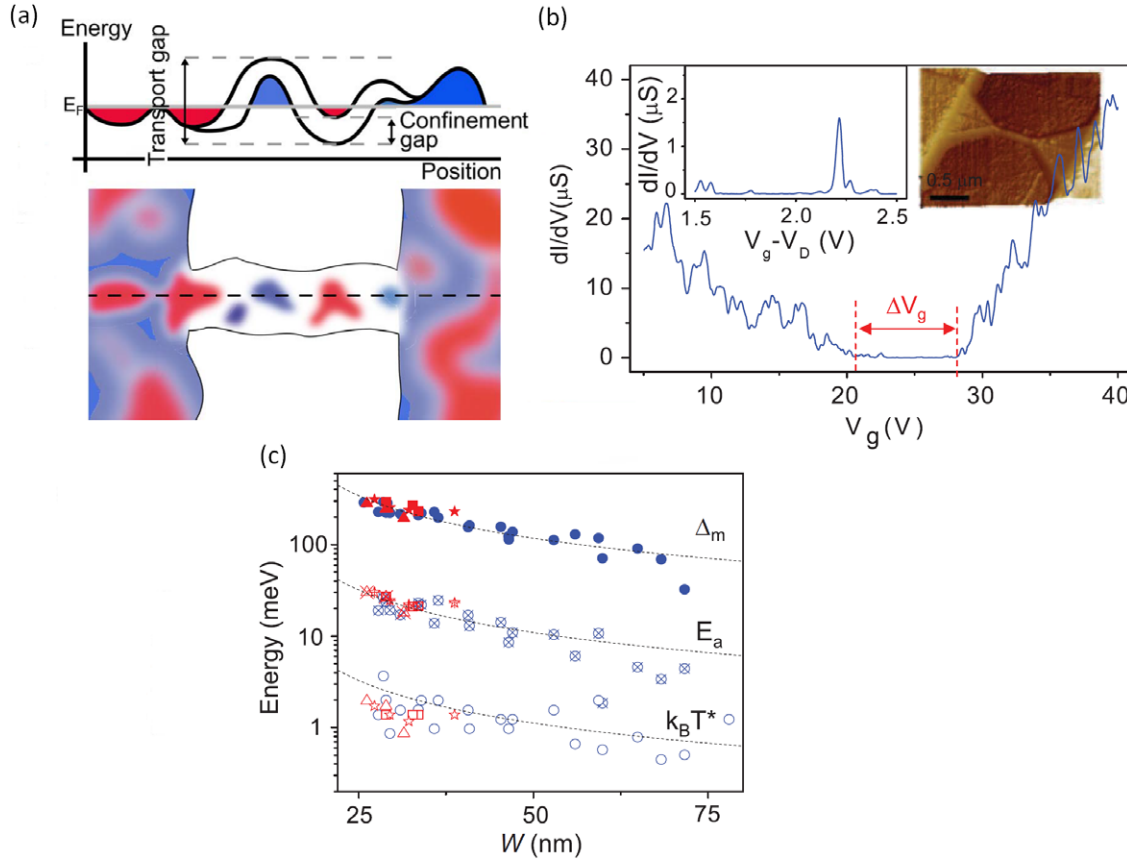 (a)
Energy
Transport gap
E_F
Confinement
gap
Position
(b)
dI/dV(μS)
40
30
20
10
0
10
20
30
40
V_g (V)
ΔV_g
dI/dV (μS)
2
1
0
1.5
2.0
2.5
V_g-V_D (V)
0.5 μm
(c)
Energy (meV)
100
10
1
25
50
75
W (nm)
Δ_m
E_a
k_BT*